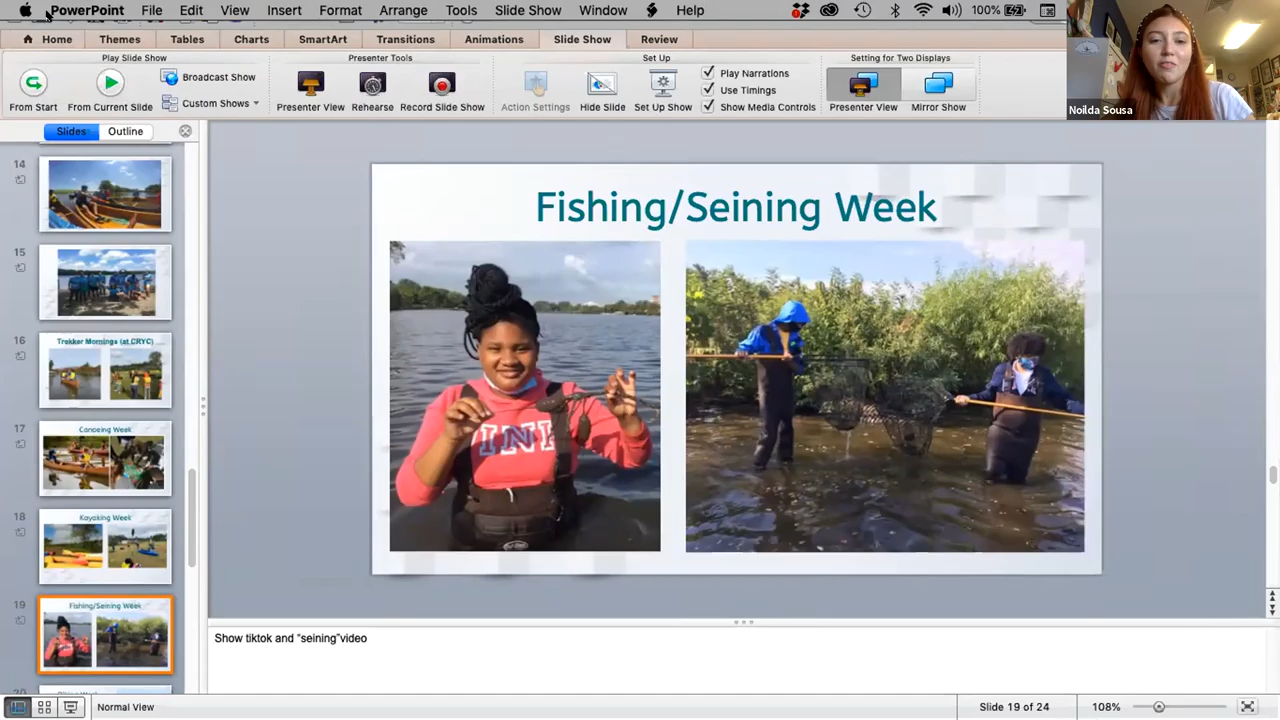 PowerPoint File Edit View Insert Format Arrange Tools Slide Show Window Help 100%
Home Themes Tables Charts SmartArt Transitions Animations Slide Show Review
Play Slide Show Presenter Tools Set Up Setting for Two Displays
Broadcast Show Play Narrations
Use Timings
Custom Shows Show Media Controls
From Start From Current Slide Presenter View Rehearse Record Slide Show Action Settings Hide Slide Set Up Show Presenter View Mirror Show
Noilda Sousa
Slides Outline
14
15
16
Trekker Mornings (at CRYC)
17
Canoeing Week
18
Kayaking Week
19
Fishing/Seining Week
20
Fishing/Seining Week
Show tiktok and "seining"video
Normal View Slide 19 of 24 108%